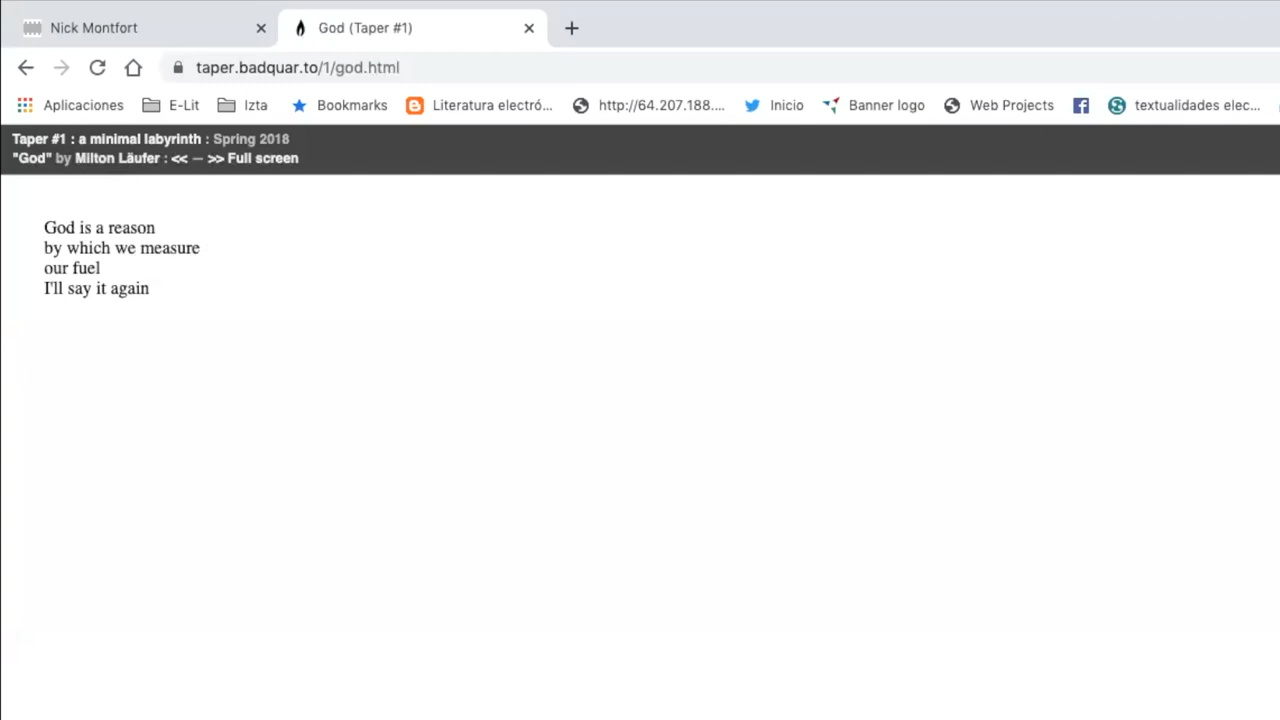 Nick Montfort
God (Taper #1)
taper.badquar.to/1/god.html
Aplicaciones E-Lit Izta Bookmarks Literatura electró... http://64.207.188.... Inicio Banner logo Web Projects textualidades elec...
Taper #1 : a minimal labyrinth : Spring 2018
"God" by Milton Läufer : << — >> Full screen
God is a reason
by which we measure
our fuel
I'll say it again